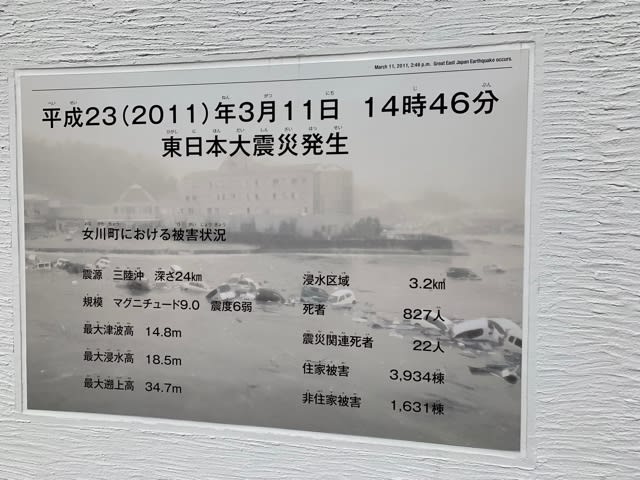 March 11, 2011, 2:46 p.m. Great East Japan Earthquake occurs.
平成23(2011)年3月11日 14時46分
東日本大震災発生
女川町における被害状況
震源 三陸沖 深さ24km
規模 マグニチュード9.0 震度6弱
最大津波高 14.8m
最大浸水高 18.5m
最大遡上高 34.7m
浸水区域 3.2km²
死者 827人
震災関連死者 22人
住家被害 3,934棟
非住家被害 1,631棟